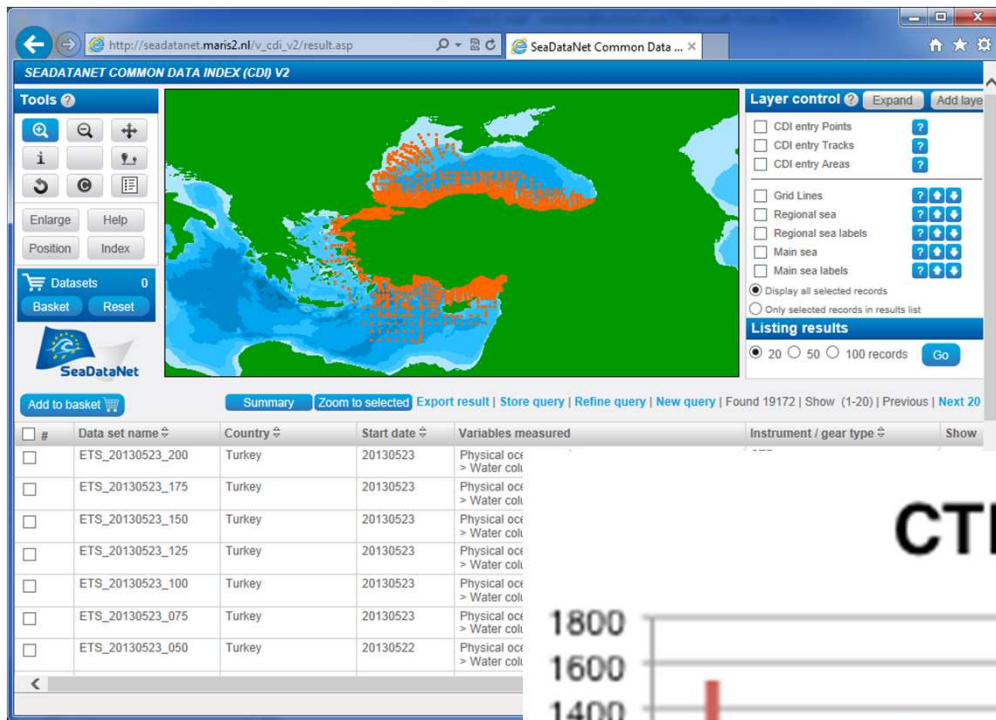 http://seadatanet.maris2.nl/v_cdi_v2/result.asp
SeaDataNet Common Data ...
SEADATANET COMMON DATA INDEX (CDI) V2
Tools ?
i
Enlarge Help
Position Index
Datasets 0
Basket Reset
SeaDataNet
Layer control ? Expand Add laye
CDI entry Points ?
CDI entry Tracks ?
CDI entry Areas ?
Grid Lines ?
Regional sea ?
Regional sea labels ?
Main sea ?
Main sea labels ?
Display all selected records
Only selected records in results list
Listing results
20 50 100 records Go
Add to basket Summary Zoom to selected Export result | Store query | Refine query | New query | Found 19172 | Show (1-20) | Previous | Next 20
# Data set name Country Start date Variables measured Instrument / gear type Show
ETS_20130523_200 Turkey 20130523 Physical oce
> Water colu
ETS_20130523_175 Turkey 20130523 Physical oce
> Water colu
ETS_20130523_150 Turkey 20130523 Physical oce
> Water colu
ETS_20130523_125 Turkey 20130523 Physical oce
> Water colu
ETS_20130523_100 Turkey 20130523 Physical oce
> Water colu
ETS_20130523_075 Turkey 20130523 Physical oce
> Water colu
ETS_20130523_050 Turkey 20130522 Physical oce
> Water colu
1800
1600
1400